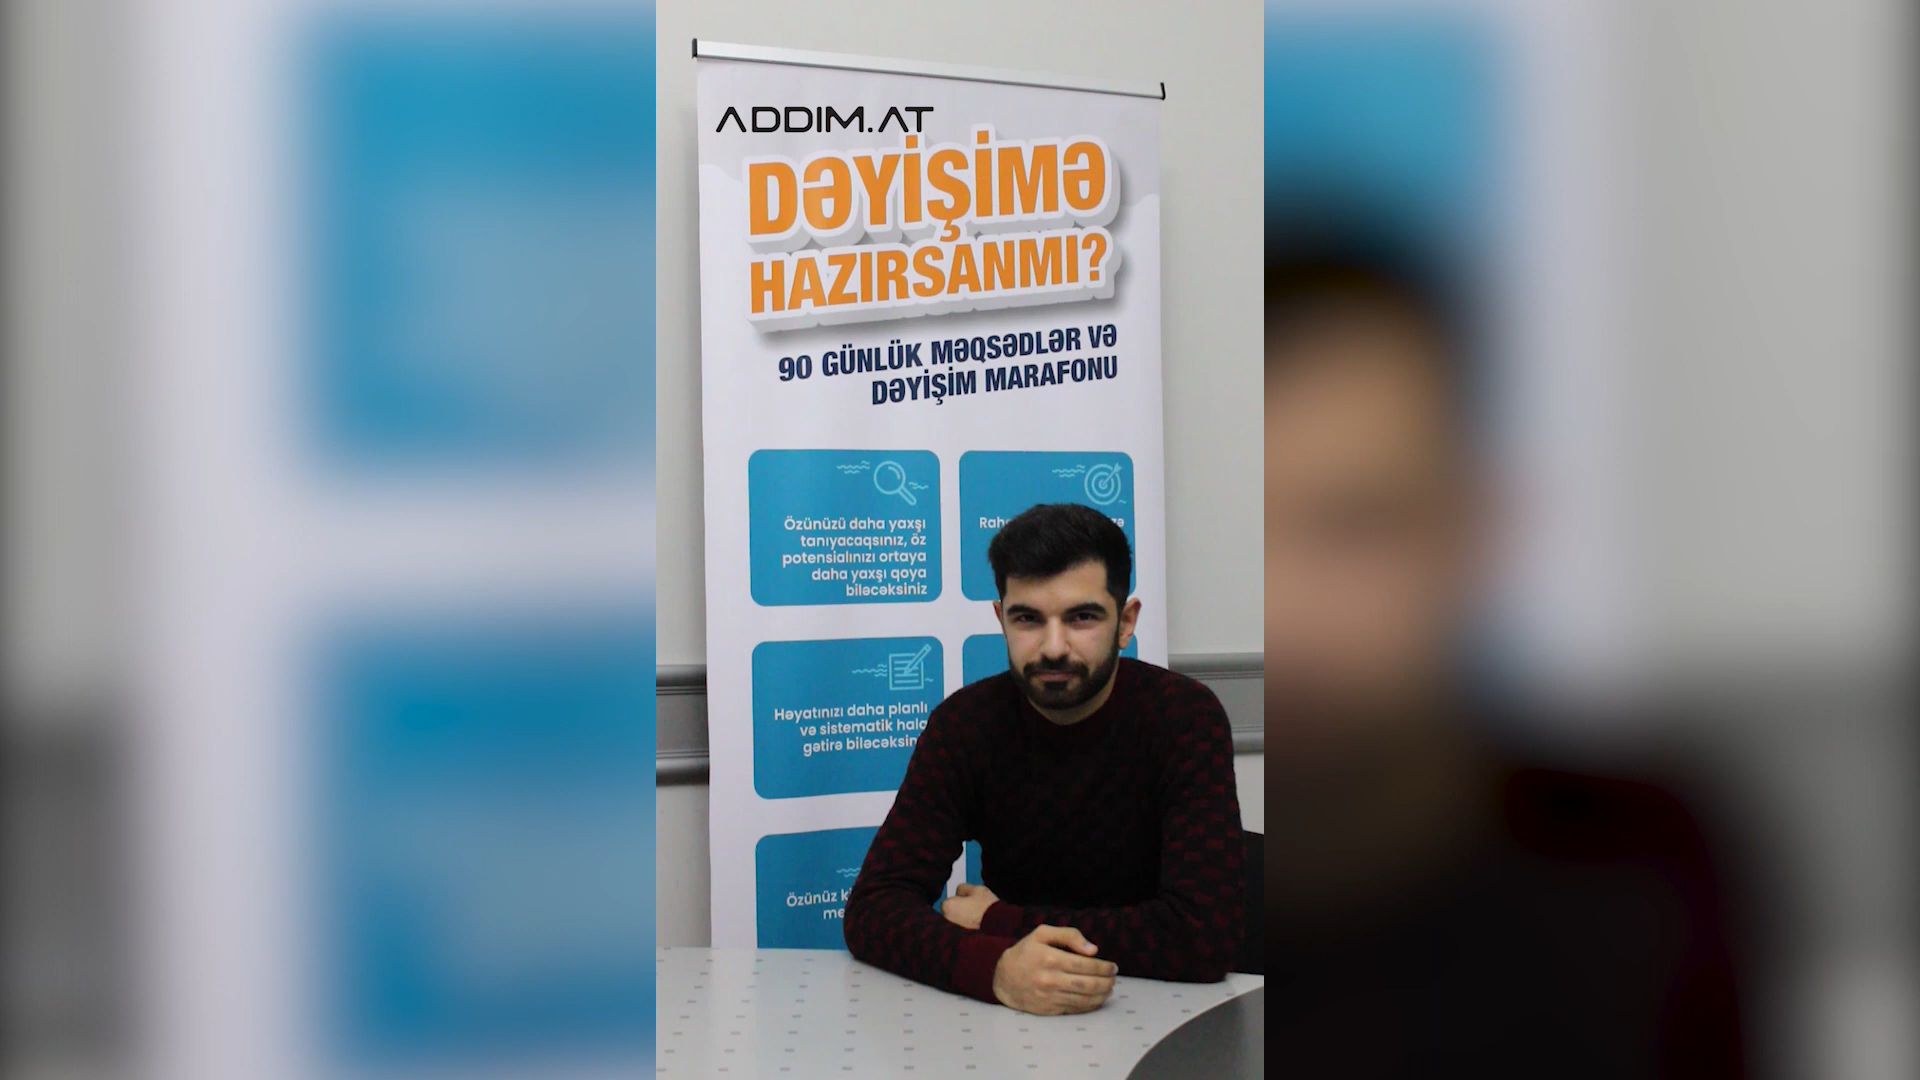 ADDIM.AT
DƏYİŞİMƏ
HAZIRSANMI?
90 GÜNLÜK MƏQSƏDLƏR VƏ
DƏYİŞİM MARAFONU
Özünüzü daha yaxşı
tanıyacaqsınız, öz
potensialınızı ortaya
daha yaxşı qoya
biləcəksiniz
Həyatınızı daha planlı
və sistematik hala
gətirə biləcəksin
Özünüz